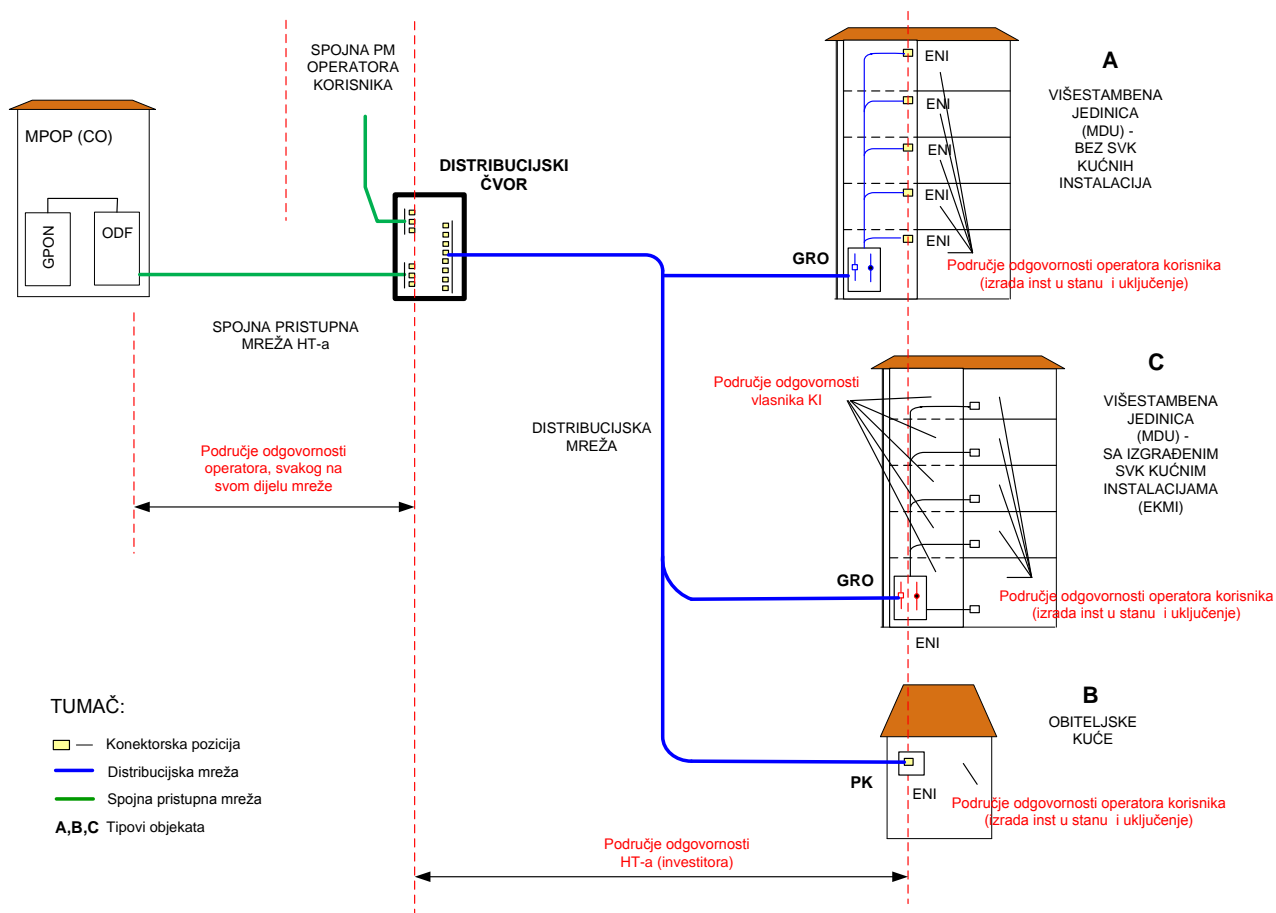 SPOJNA PM
OPERATORA
KORISNIKA
MPOP (CO)
GPON
ODF
DISTRIBUCIJSKI
ČVOR
SPOJNA PRISTUPNA
MREŽA HT-a
Područje odgovornosti
operatora, svakog na
svom dijelu mreže
DISTRIBUCIJSKA
MREŽA
ENI
ENI
ENI
ENI
ENI
GRO
A
VIŠESTAMBENA
JEDINICA
(MDU) -
BEZ SVK
KUĆNIH
INSTALACIJA
Područje odgovornosti operatora korisnika
(izrada inst u stanu i uključenje)
Područje odgovornosti
vlasnika KI
C
VIŠESTAMBENA
JEDINICA
(MDU) -
SA IZGRAĐENIM
SVK KUĆNIM
INSTALACIJAMA
(EKMI)
GRO
ENI
Područje odgovornosti operatora korisnika
(izrada inst u stanu i uključenje)
B
OBITELJSKE
KUĆE
PK
ENI
Područje odgovornosti operatora korisnika
(izrada inst u stanu i uključenje)
Područje odgovornosti
HT-a (investitora)
TUMAČ:
Konektorska pozicija
Distribucijska mreža
Spojna pristupna mreža
A,B,C Tipovi objekata